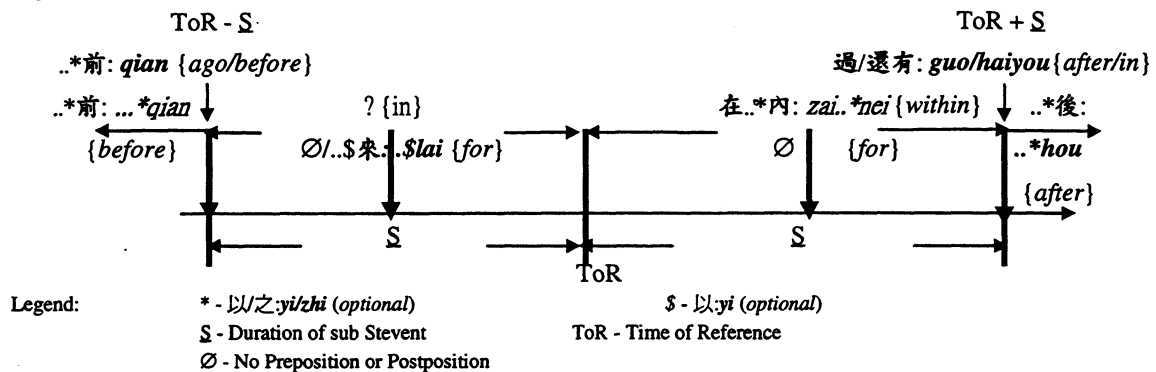 ToR - S ToR + S
..*前: qian {ago/before} 過/還有: guo/haiyou{after/in}
..*前: ...*qian ? {in} 在..*內: zai..*nei {within} ..*後:
{before} Ø/..$來:..$lai {for} Ø {for} ..*hou
{after}
S S
ToR
Legend: * - 以/之:yi/zhi (optional) $ - 以:yi (optional)
S - Duration of sub Stevent ToR - Time of Reference
Ø - No Preposition or Postposition